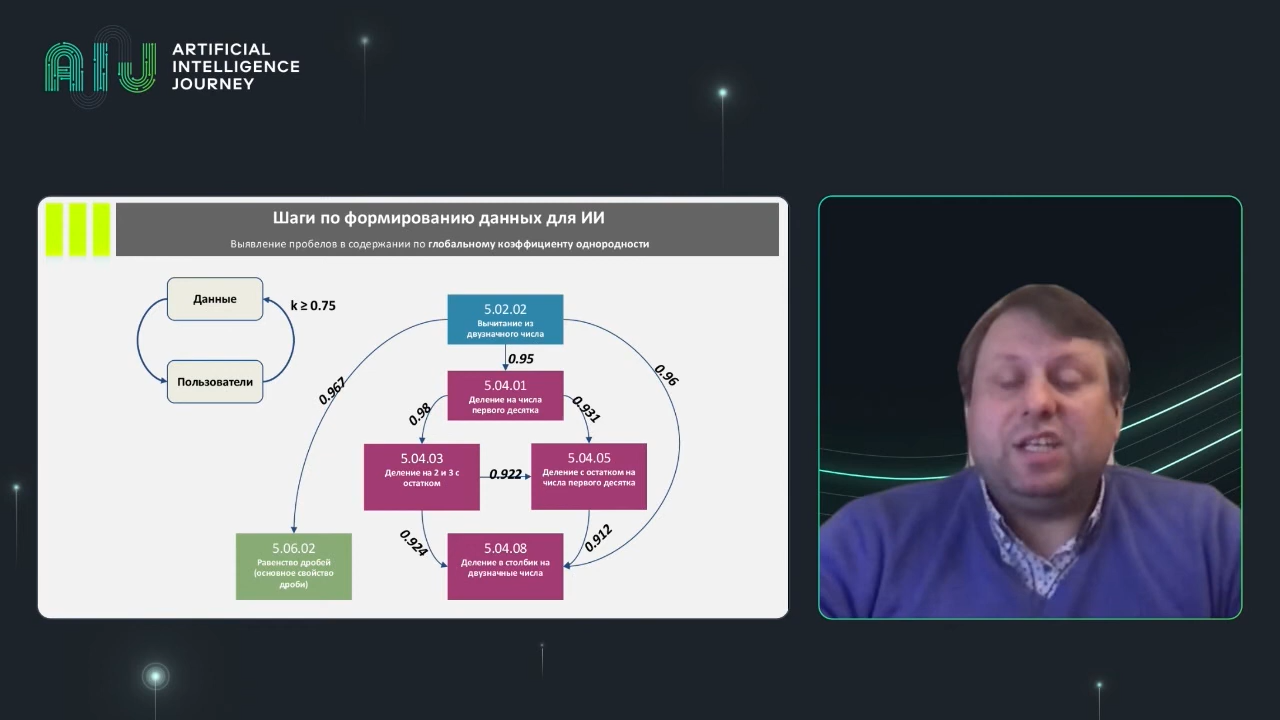 ARTIFICIAL
INTELLIGENCE
JOURNEY
Шаги по формированию данных для ИИ
Выявление пробелов в содержании по глобальному коэффициенту однородности
Данные
k ≥ 0.75
Пользователи
5.02.02
Вычитание из
двузначного числа
0.95
0.967
0.96
5.04.01
Деление на числа
первого десятка
0.98
0.931
5.04.03
Деление на 2 и 3 с
остатком
0.922
5.04.05
Деление с остатком на
числа первого десятка
0.924
0.912
5.06.02
Равенство дробей
(основное свойство
дроби)
5.04.08
Деление в столбик на
двузначные числа